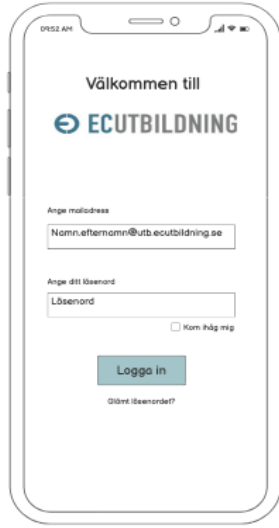 09:52 AM
Välkommen till
ECUTBILDNING
Ange mailadress
Namn.efternamn@utb.ecutbildning.se
Ange ditt lösenord
Lösenord
Kom ihåg mig
Logga in
Glömt lösenordet?